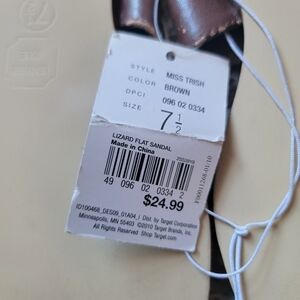 STYLE MISS TRISH
COLOR BROWN
DPCI 096 02 0334
SIZE 7 1/2
LIZARD FLAT SANDAL
Made in China
49 096 02 0334 2
$24.99
ID100468_DES09_01A04_I Dist. by Target Corporation
Minneapolis, MN 55403 ©2010 Target Brands, Inc.
All Rights Reserved Shop Target.com